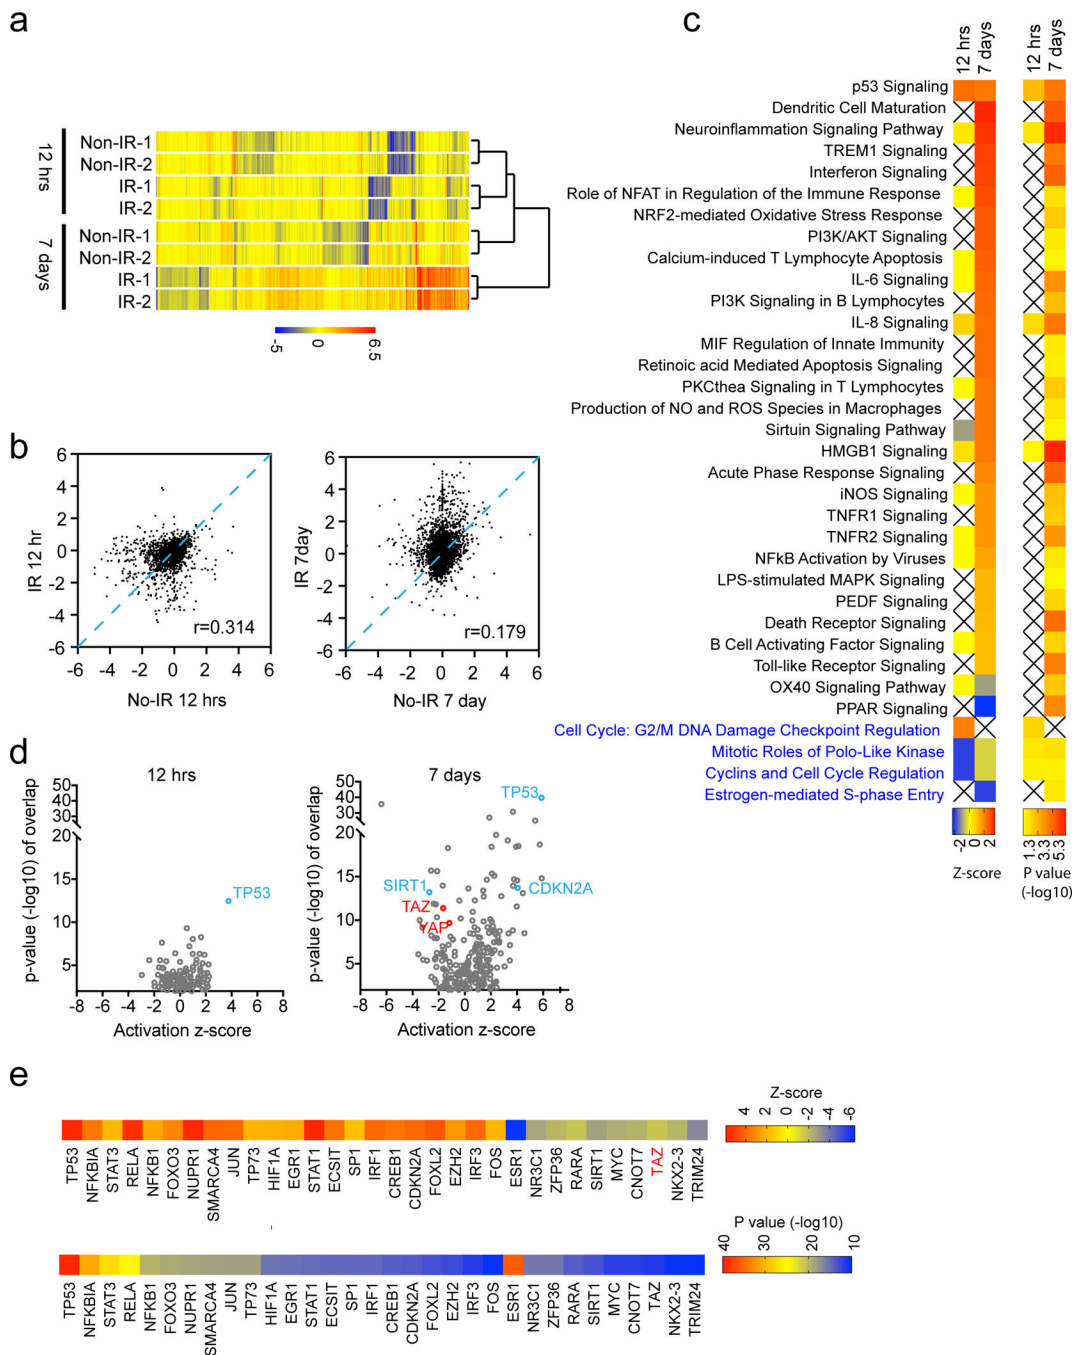 a
12 hrs
7 days
Non-IR-1
Non-IR-2
IR-1
IR-2
Non-IR-1
Non-IR-2
IR-1
IR-2
-5
0
6.5
b
IR 12 hr
6
4
2
0
-2
-4
-6
-6 -4 -2 0 2 4 6
r=0.314
No-IR 12 hrs
IR 7day
6
5
4
2
0
-2
-4
-6
-6 -4 -2 0 2 4 6
r=0.179
No-IR 7 day
c
12 hrs
7 days
12 hrs
7 days
p53 Signaling
Dendritic Cell Maturation
Neuroinflammation Signaling Pathway
TREM1 Signaling
Interferon Signaling
Role of NFAT in Regulation of the Immune Response
NRF2-mediated Oxidative Stress Response
PI3K/AKT Signaling
Calcium-induced T Lymphocyte Apoptosis
IL-6 Signaling
PI3K Signaling in B Lymphocytes
IL-8 Signaling
MIF Regulation of Innate Immunity
Retinoic acid Mediated Apoptosis Signaling
PKCthea Signaling in T Lymphocytes
Production of NO and ROS Species in Macrophages
Sirtuin Signaling Pathway
HMGB1 Signaling
Acute Phase Response Signaling
iNOS Signaling
TNFR1 Signaling
TNFR2 Signaling
NFkB Activation by Viruses
LPS-stimulated MAPK Signaling
PEDF Signaling
Death Receptor Signaling
B Cell Activating Factor Signaling
Toll-like Receptor Signaling
OX40 Signaling Pathway
PPAR Signaling
Cell Cycle: G2/M DNA Damage Checkpoint Regulation
Mitotic Roles of Polo-Like Kinase
Cyclins and Cell Cycle Regulation
Estrogen-mediated S-phase Entry
-2
0
2
Z-score
1.3
3.3
5.3
P value
(-log10)
d
12 hrs
p-value (-log10) of overlap
50
40
30
20
15
10
5
TP53
-8 -6 -4 -2 0 2 4 6 8
Activation z-score
7 days
p-value (-log10) of overlap
50
40
30
20
15
10
5
TP53
SIRT1
CDKN2A
TAZ
YAP
-8 -6 -4 -2 0 2 4 6 8
Activation z-score
e
Z-score
4 2 0 -2 -4 -6
TP53
NFKBIA
STAT3
RELA
NFKB1
FOXO3
NUPR1
SMARCA4
JUN
TP73
HIF1A
EGR1
STAT1
ECSIT
SP1
IRF1
CREB1
CDKN2A
FOXL2
EZH2
IRF3
FOS
ESR1
NR3C1
ZFP36
RARA
SIRT1
MYC
CNOT7
TAZ
NKX2-3
TRIM24
P value (-log10)
40
30
20
10
TP53
NFKBIA
STAT3
RELA
NFKB1
FOXO3
NUPR1
SMARCA4
JUN
TP73
HIF1A
EGR1
STAT1
ECSIT
SP1
IRF1
CREB1
CDKN2A
FOXL2
EZH2
IRF3
FOS
ESR1
NR3C1
ZFP36
RARA
SIRT1
MYC
CNOT7
TAZ
NKX2-3
TRIM24